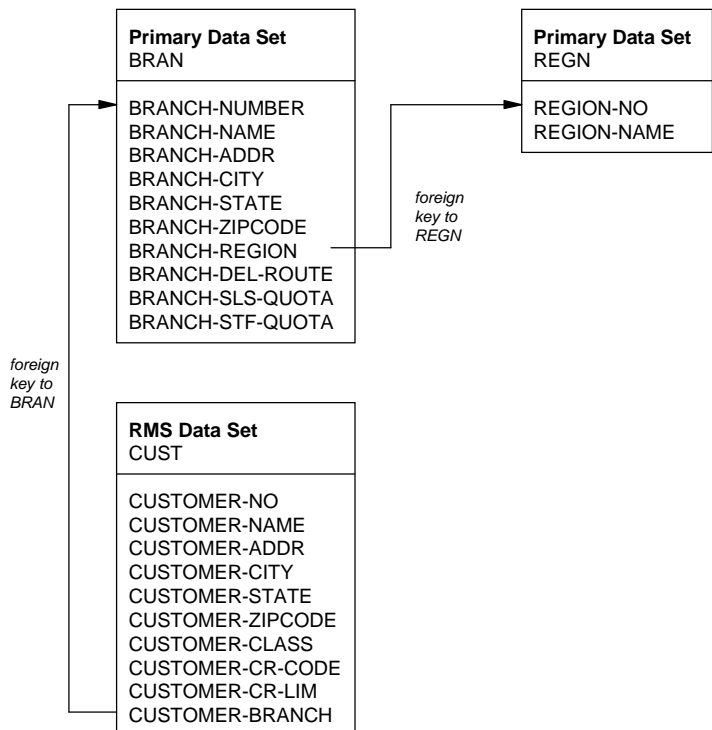 Primary Data Set
BRAN
BRANCH-NUMBER
BRANCH-NAME
BRANCH-ADDR
BRANCH-CITY
BRANCH-STATE
BRANCH-ZIPCODE
BRANCH-REGION
BRANCH-DEL-ROUTE
BRANCH-SLS-QUOTA
BRANCH-STF-QUOTA
Primary Data Set
REGN
REGION-NO
REGION-NAME
foreign
key to
REGN
foreign
key to
BRAN
RMS Data Set
CUST
CUSTOMER-NO
CUSTOMER-NAME
CUSTOMER-ADDR
CUSTOMER-CITY
CUSTOMER-STATE
CUSTOMER-ZIPCODE
CUSTOMER-CLASS
CUSTOMER-CR-CODE
CUSTOMER-CR-LIM
CUSTOMER-BRANCH